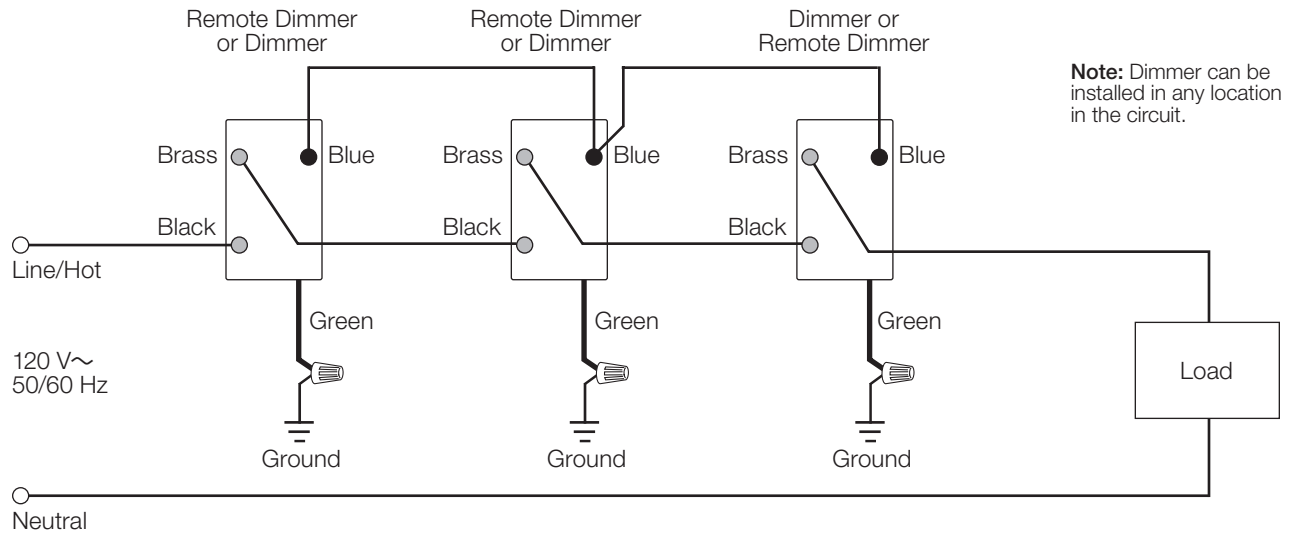 Remote Dimmer
or Dimmer
Remote Dimmer
or Dimmer
Dimmer or
Remote Dimmer
Note: Dimmer can be
installed in any location
in the circuit.
Brass
Blue
Brass
Blue
Brass
Blue
Black
Black
Black
Line/Hot
Green
Green
Green
120 V~
50/60 Hz
Load
Ground
Ground
Ground
Neutral